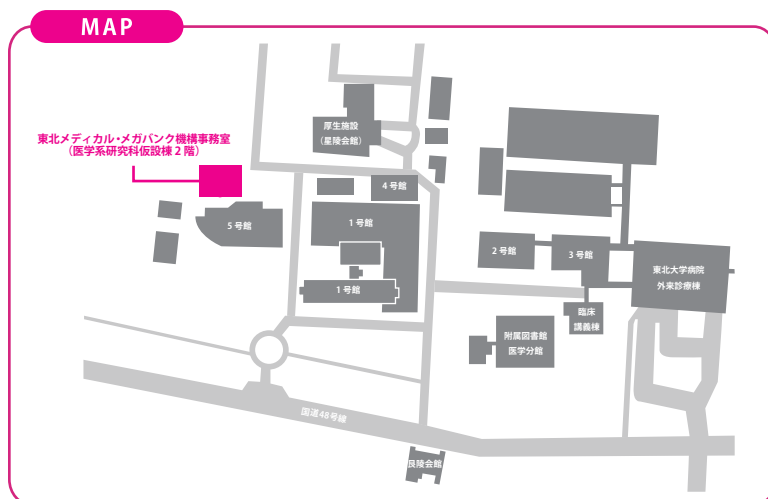 MAP
東北メディカル・メガバンク機構事務室
（医学系研究科仮設棟 2 階）
厚生施設
（星陵会館）
4 号館
5 号館
1 号館
1 号館
2 号館
3 号館
東北大学病院
外来診療棟
臨床
講義棟
附属図書館
医学分館
国道48号線
艮陵会館